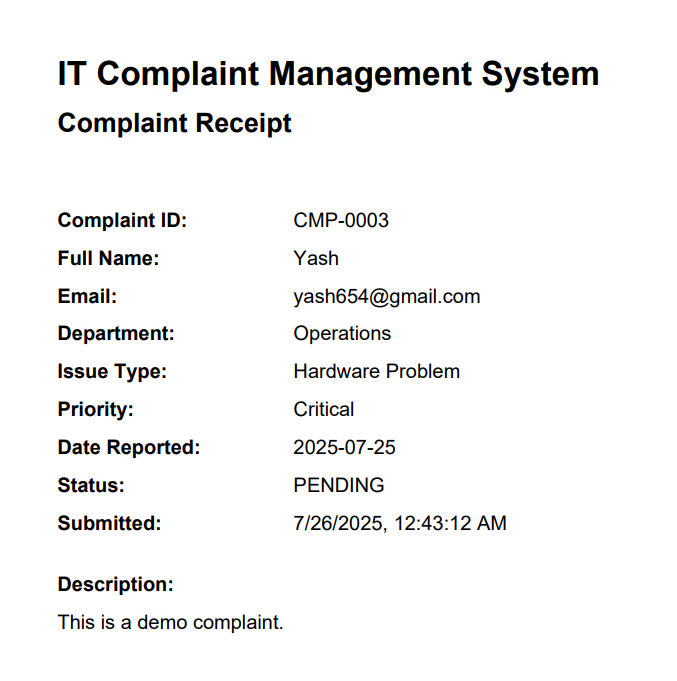 IT Complaint Management System
Complaint Receipt
Complaint ID: CMP-0003
Full Name: Yash
Email: yash654@gmail.com
Department: Operations
Issue Type: Hardware Problem
Priority: Critical
Date Reported: 2025-07-25
Status: PENDING
Submitted: 7/26/2025, 12:43:12 AM
Description:
This is a demo complaint.